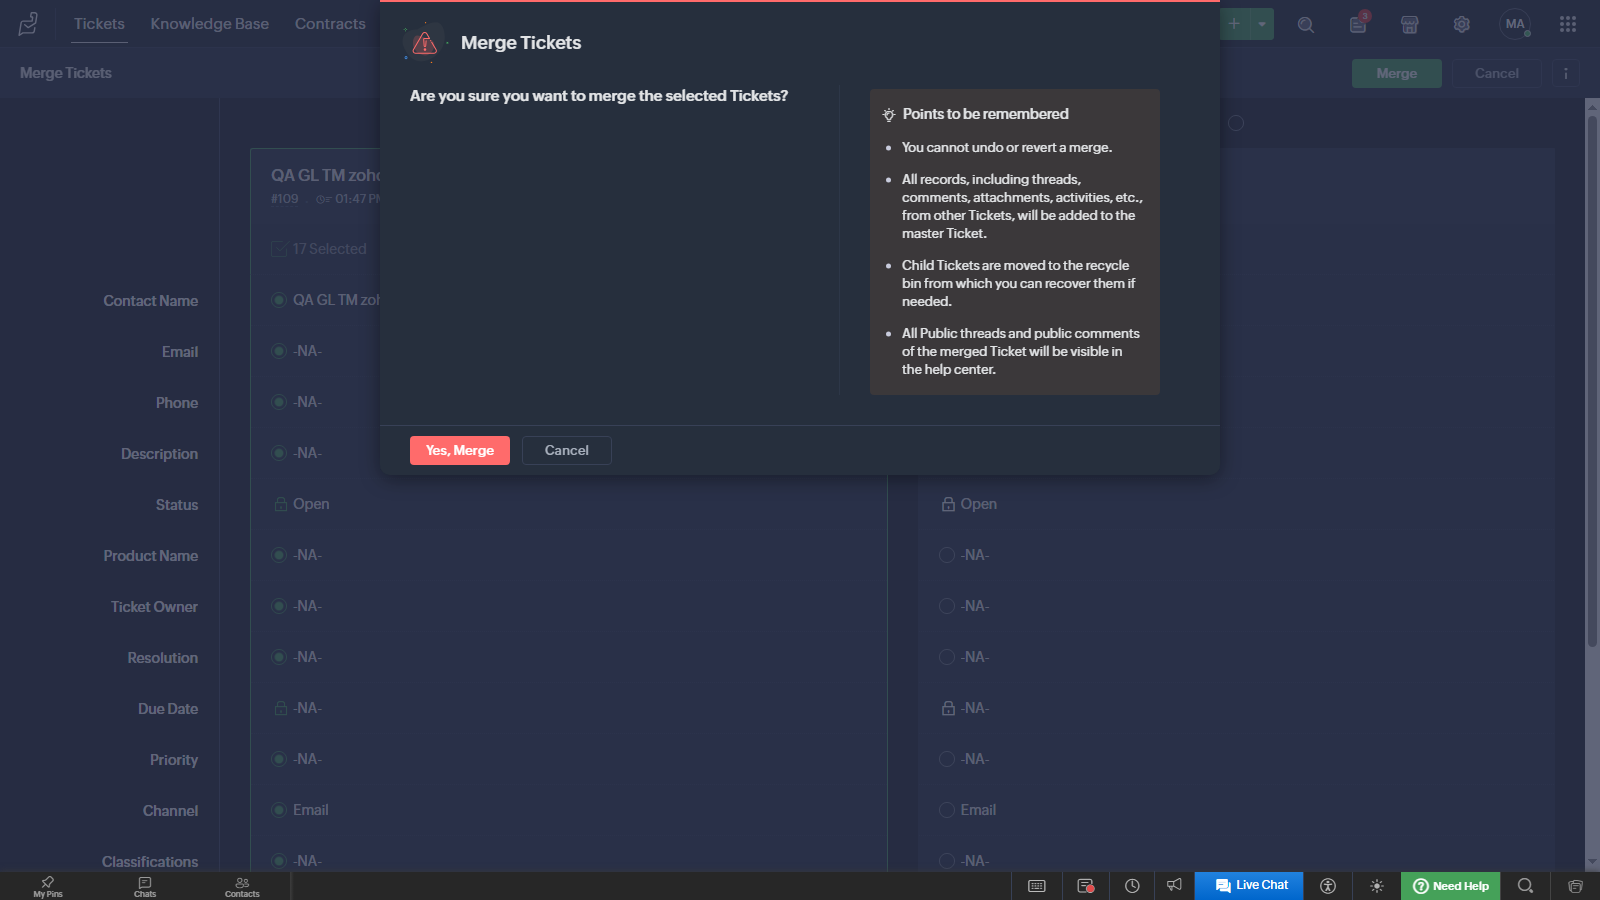 Tickets
Knowledge Base
Contracts
3
MA
Merge Tickets
Merge
Cancel
Merge Tickets
Are you sure you want to merge the selected Tickets?
Points to be remembered
You cannot undo or revert a merge.
All records, including threads,
comments, attachments, activities, etc.,
from other Tickets, will be added to the
master Ticket.
Child Tickets are moved to the recycle
bin from which you can recover them if
needed.
All Public threads and public comments
of the merged Ticket will be visible in
the help center.
Yes, Merge
Cancel
QA GL TM
#109
01:47
17 Selected
Contact Name
QA GL TM
Email
-NA-
Phone
-NA-
Description
-NA-
Status
Open
Open
Product Name
-NA-
-NA-
Ticket Owner
-NA-
-NA-
Resolution
-NA-
-NA-
Due Date
-NA-
-NA-
Priority
-NA-
-NA-
Channel
Email
Email
Classifications
-NA-
-NA-
My Pins
Chats
Contacts
Live Chat
Need Help